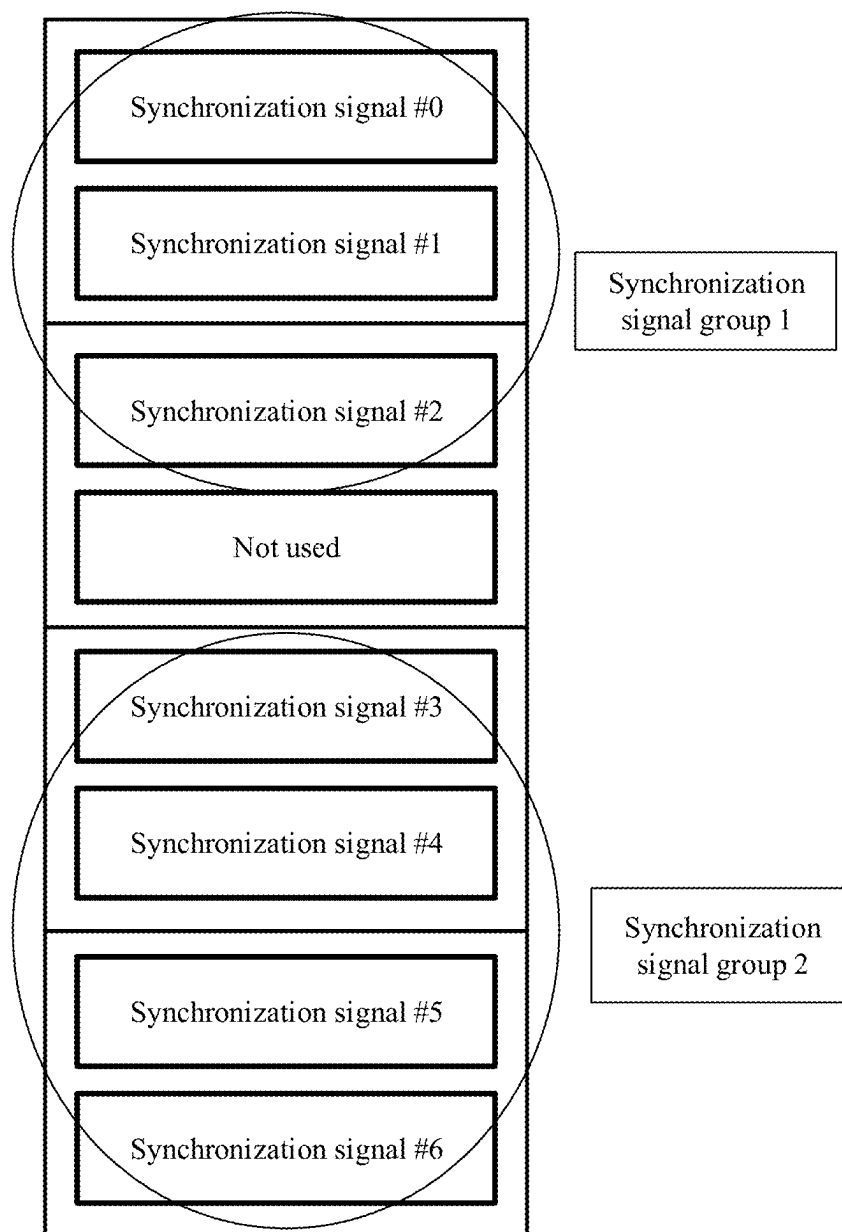 Synchronization signal #0
Synchronization signal #1
Synchronization
signal group 1
Synchronization signal #2
Not used
Synchronization signal #3
Synchronization signal #4
Synchronization
signal group 2
Synchronization signal #5
Synchronization signal #6